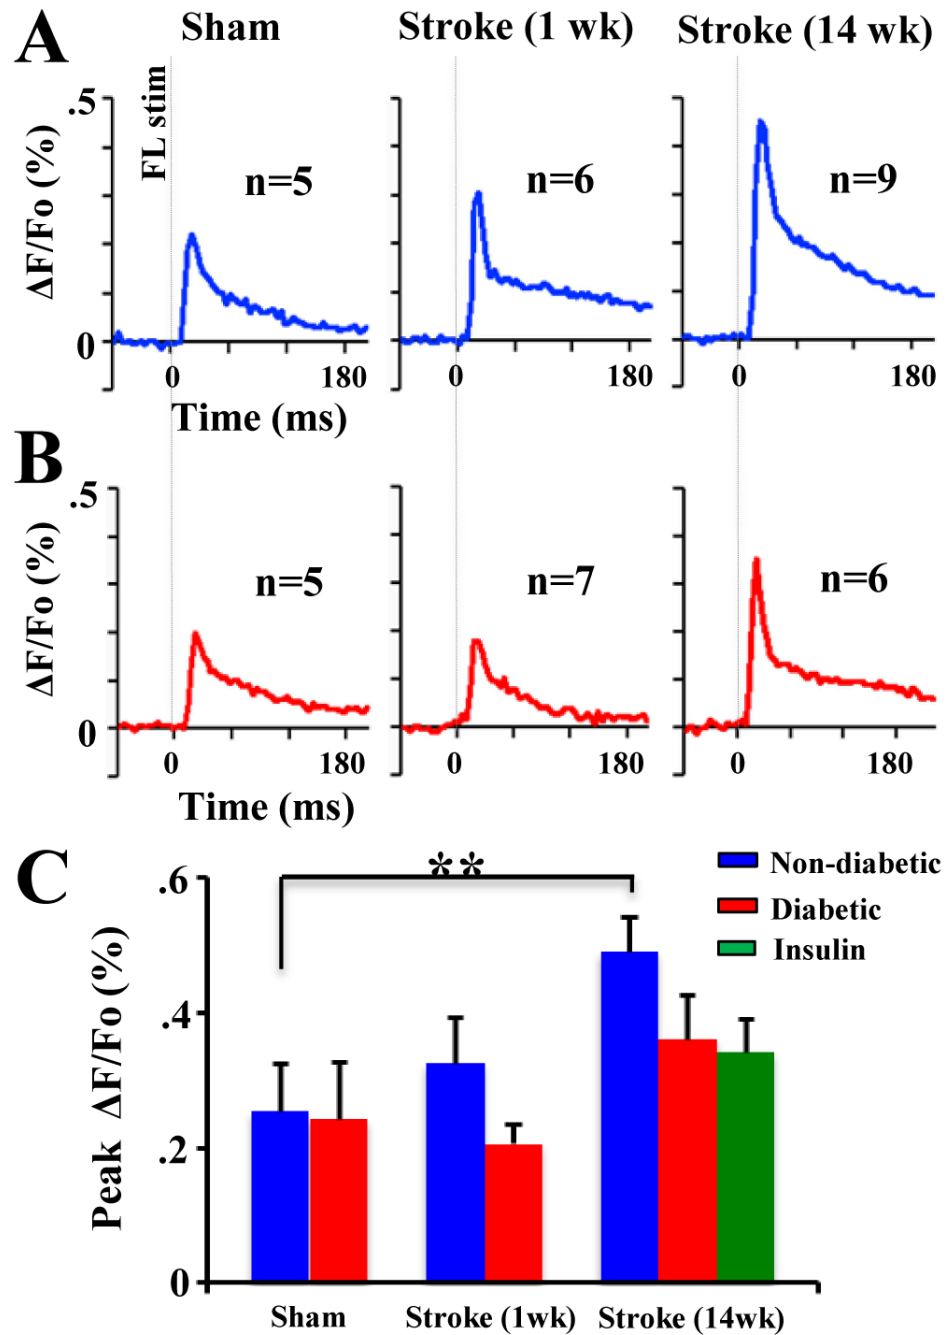 A
Sham
Stroke (1 wk)
Stroke (14 wk)
ΔF/Fo (%)
.5
0
FL stim
n=5
n=6
n=9
0
180
0
180
0
180
Time (ms)
B
ΔF/Fo (%)
.5
0
n=5
n=7
n=6
0
180
0
180
0
180
Time (ms)
C
**
Non-diabetic
Diabetic
Insulin
Peak ΔF/Fo (%)
.6
.4
.2
0
Sham
Stroke (1wk)
Stroke (14wk)